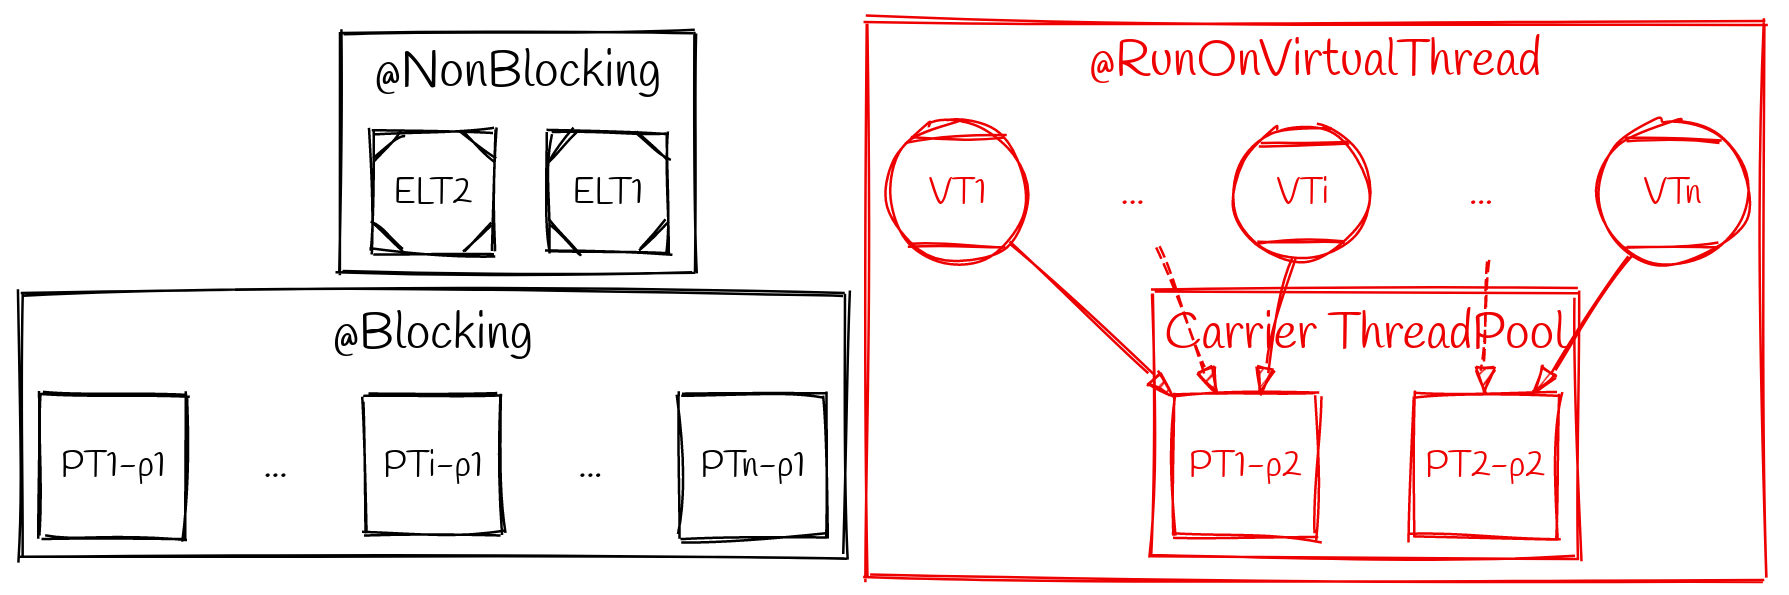 @NonBlocking
ELT2 ELT1
@Blocking
PT1-p1 ... PTi-p1 ... PTn-p1
@RunOnVirtualThread
VT1 ... VTi ... VTn
Carrier ThreadPool
PT1-p2 PT2-p2